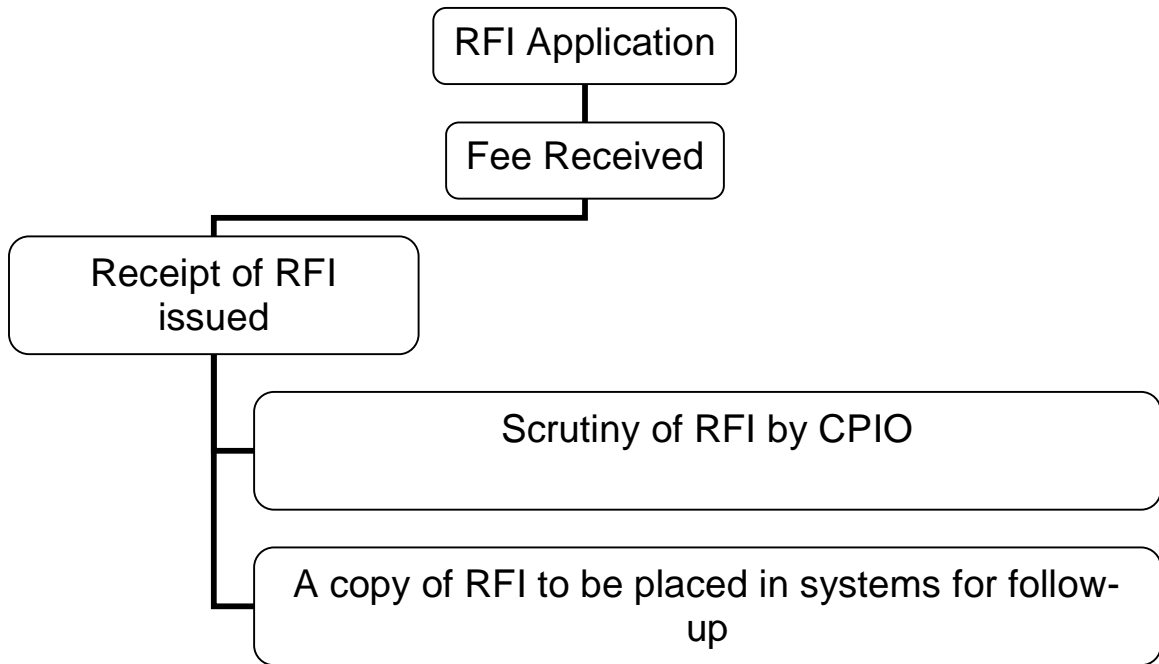 RFI Application
Fee Received
Receipt of RFI
issued
Scrutiny of RFI by CPIO
A copy of RFI to be placed in systems for follow-
up